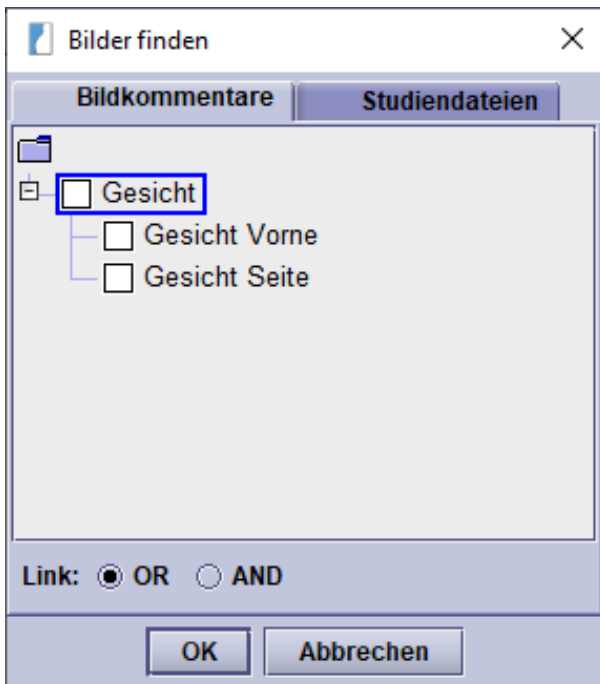 Bilder finden
Bildkommentare Studiendateien
Gesicht
Gesicht Vorne
Gesicht Seite
Link: OR AND
OK Abbrechen